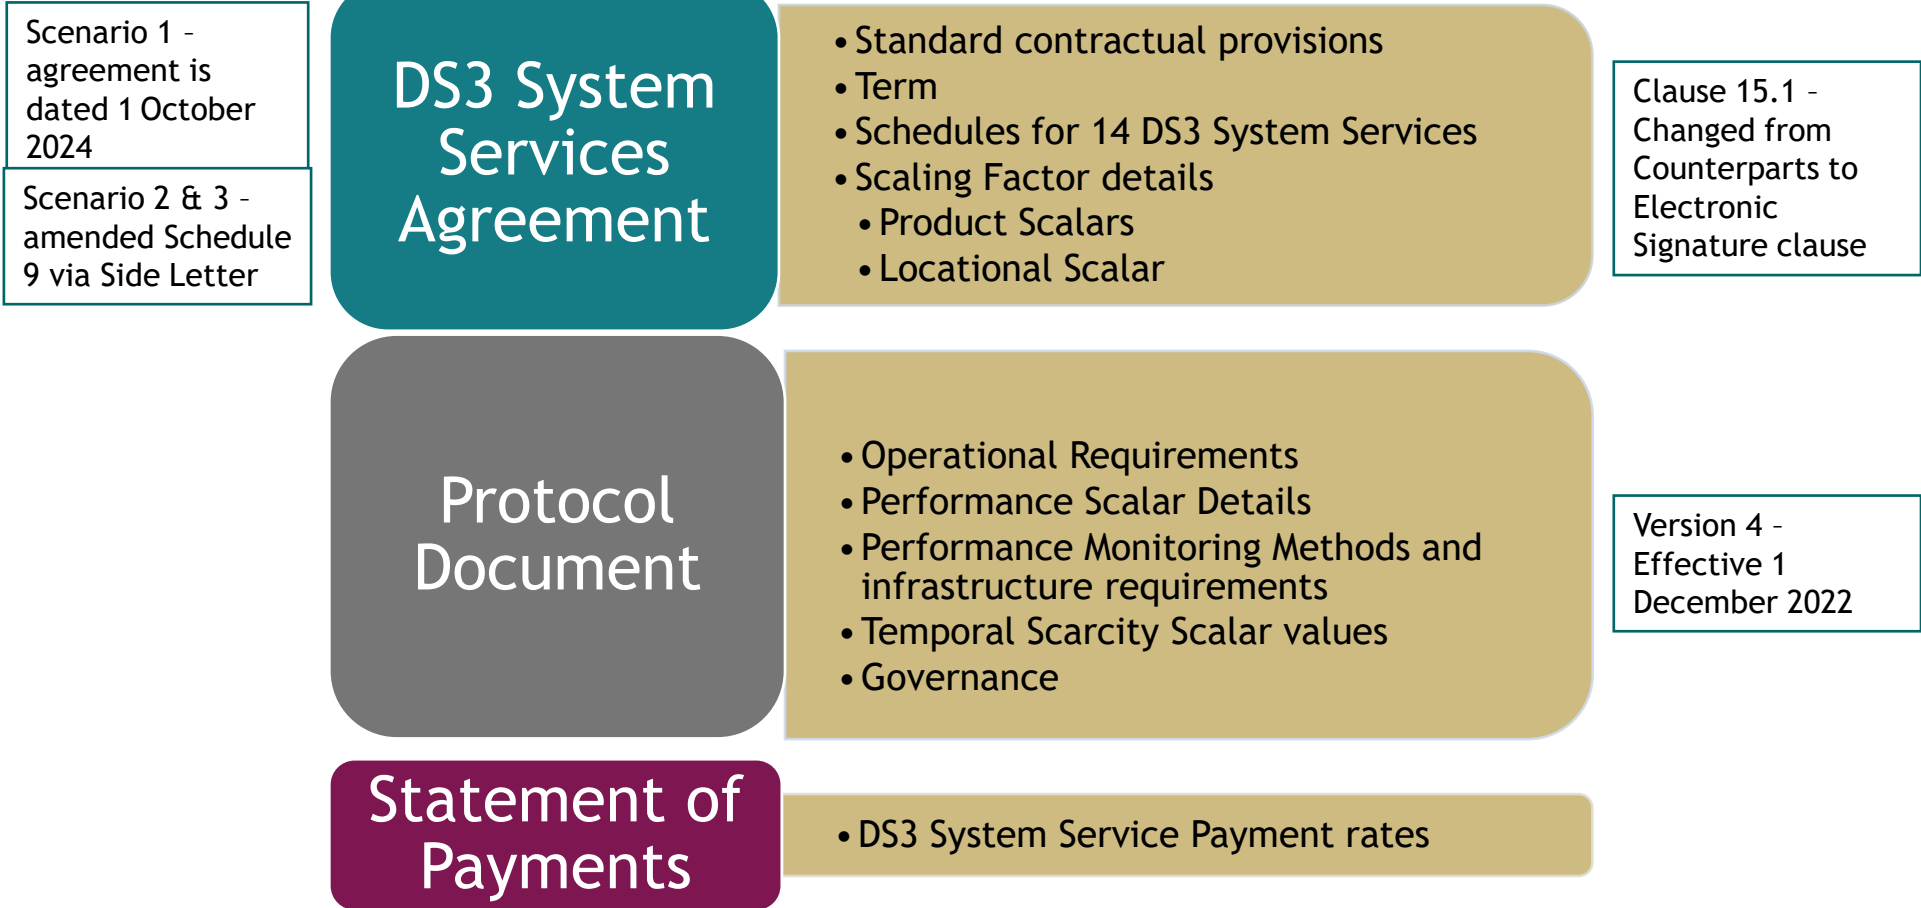 Scenario 1 –
agreement is
dated 1 October
2024
Scenario 2 & 3 –
amended Schedule
9 via Side Letter
DS3 System
Services
Agreement
• Standard contractual provisions
• Term
• Schedules for 14 DS3 System Services
• Scaling Factor details
• Product Scalars
• Locational Scalar
Clause 15.1 –
Changed from
Counterparts to
Electronic
Signature clause
Protocol
Document
• Operational Requirements
• Performance Scalar Details
• Performance Monitoring Methods and
infrastructure requirements
• Temporal Scarcity Scalar values
• Governance
Version 4 –
Effective 1
December 2022
Statement of
Payments
• DS3 System Service Payment rates